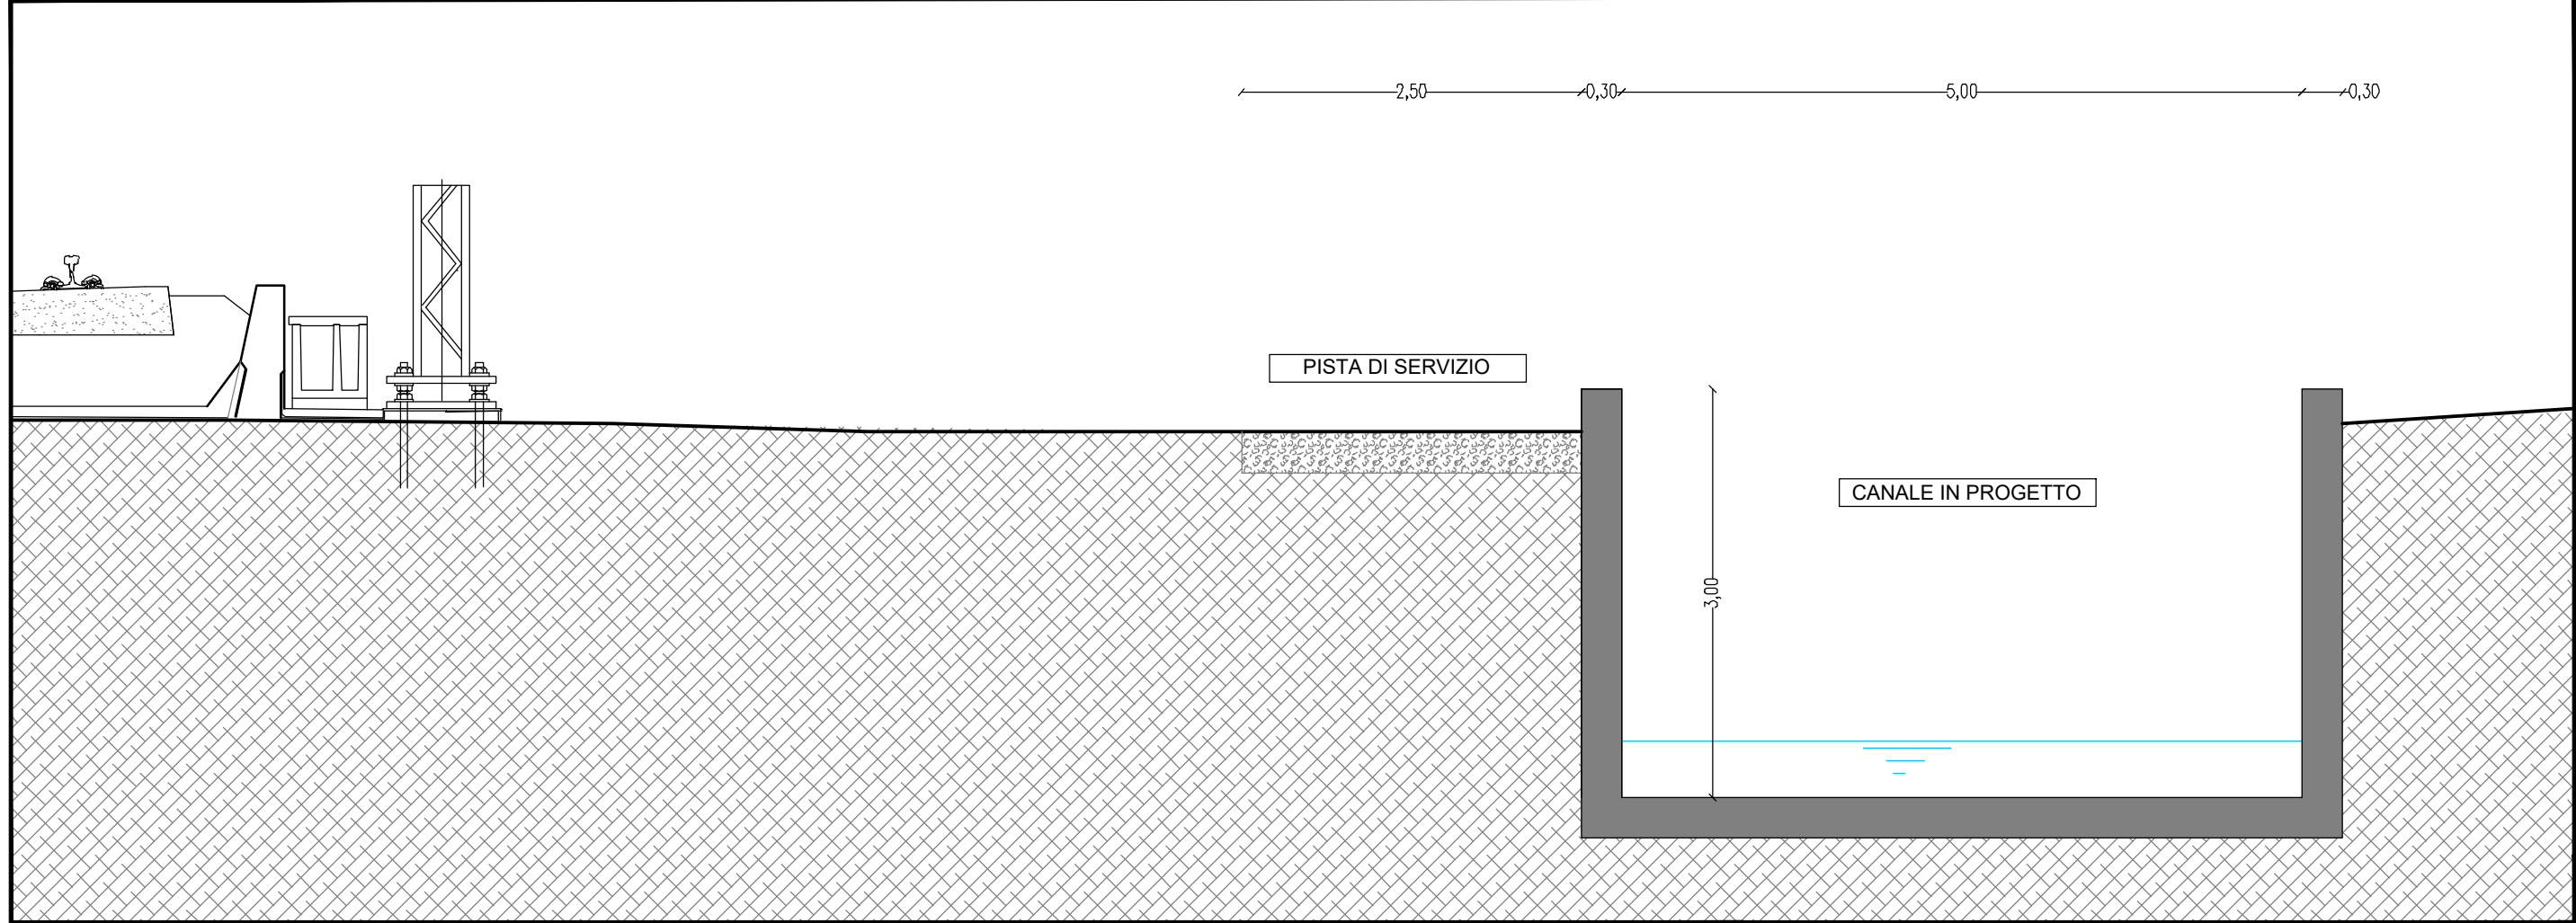 2,50
0,30
5,00
0,30
PISTA DI SERVIZIO
CANALE IN PROGETTO
3,00